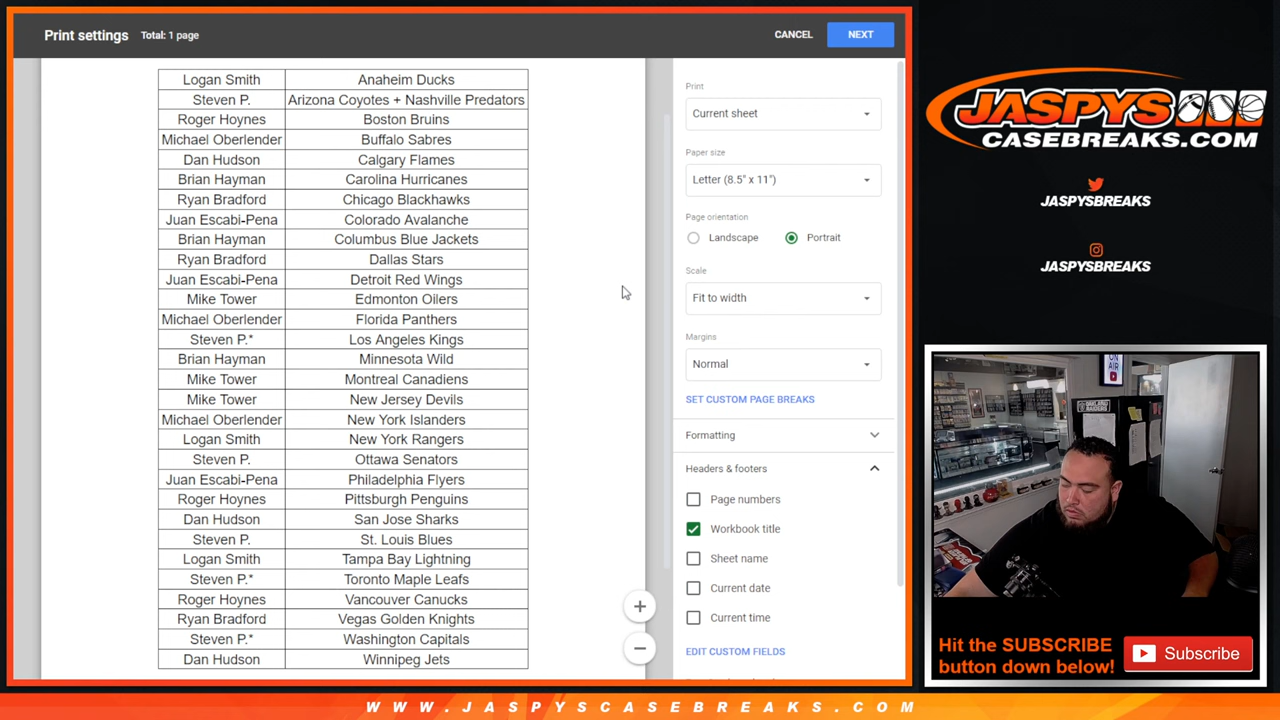 Print settings Total: 1 page CANCEL NEXT
Logan Smith Anaheim Ducks
Steven P. Arizona Coyotes + Nashville Predators
Roger Hoynes Boston Bruins
Michael Oberlender Buffalo Sabres
Dan Hudson Calgary Flames
Brian Hayman Carolina Hurricanes
Ryan Bradford Chicago Blackhawks
Juan Escabi-Pena Colorado Avalanche
Brian Hayman Columbus Blue Jackets
Ryan Bradford Dallas Stars
Juan Escabi-Pena Detroit Red Wings
Mike Tower Edmonton Oilers
Michael Oberlender Florida Panthers
Steven P.* Los Angeles Kings
Brian Hayman Minnesota Wild
Mike Tower Montreal Canadiens
Mike Tower New Jersey Devils
Michael Oberlender New York Islanders
Logan Smith New York Rangers
Steven P. Ottawa Senators
Juan Escabi-Pena Philadelphia Flyers
Roger Hoynes Pittsburgh Penguins
Dan Hudson San Jose Sharks
Steven P. St. Louis Blues
Logan Smith Tampa Bay Lightning
Steven P.* Toronto Maple Leafs
Roger Hoynes Vancouver Canucks
Ryan Bradford Vegas Golden Knights
Steven P.* Washington Capitals
Dan Hudson Winnipeg Jets
Print
Current sheet
Paper size
Letter (8.5" x 11")
Page orientation
Landscape Portrait
Scale
Fit to width
Margins
Normal
SET CUSTOM PAGE BREAKS
Formatting
Headers & footers
Page numbers
Workbook title
Sheet name
Current date
Current time
EDIT CUSTOM FIELDS
JASPYS
CASEBREAKS.COM
JASPYSBREAKS
JASPYSBREAKS
ON
AIR
OAKLAND
RAIDERS
Hit the SUBSCRIBE
button down below!
Subscribe
WWW.JASPYSCASEBREAKS.COM